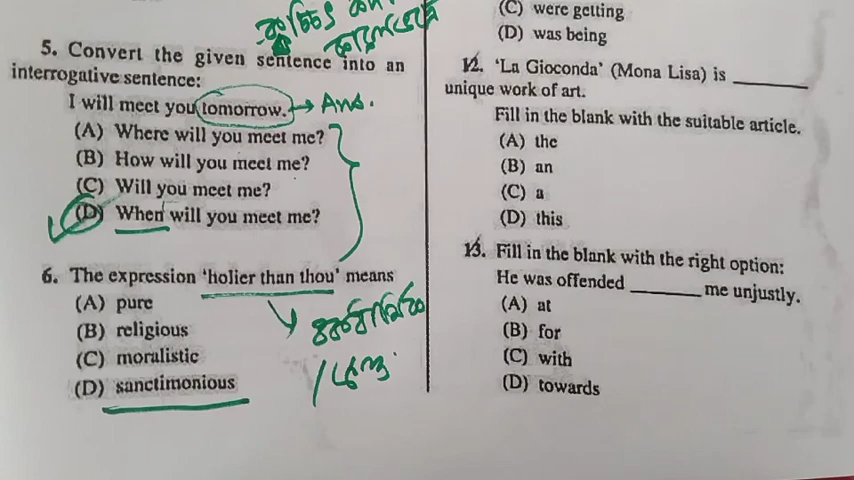 5. Convert the given sentence into an
interrogative sentence:
I will meet you tomorrow. → Ans.
(A) Where will you meet me?
(B) How will you meet me?
(C) Will you meet me?
(D) When will you meet me?
6. The expression ‘holier than thou’ means
(A) pure
(B) religious
(C) moralistic
(D) sanctimonious
(C) were getting
(D) was being
12. ‘La Gioconda’ (Mona Lisa) is ______
unique work of art.
Fill in the blank with the suitable article.
(A) the
(B) an
(C) a
(D) this
13. Fill in the blank with the right option:
He was offended ______ me unjustly.
(A) at
(B) for
(C) with
(D) towards